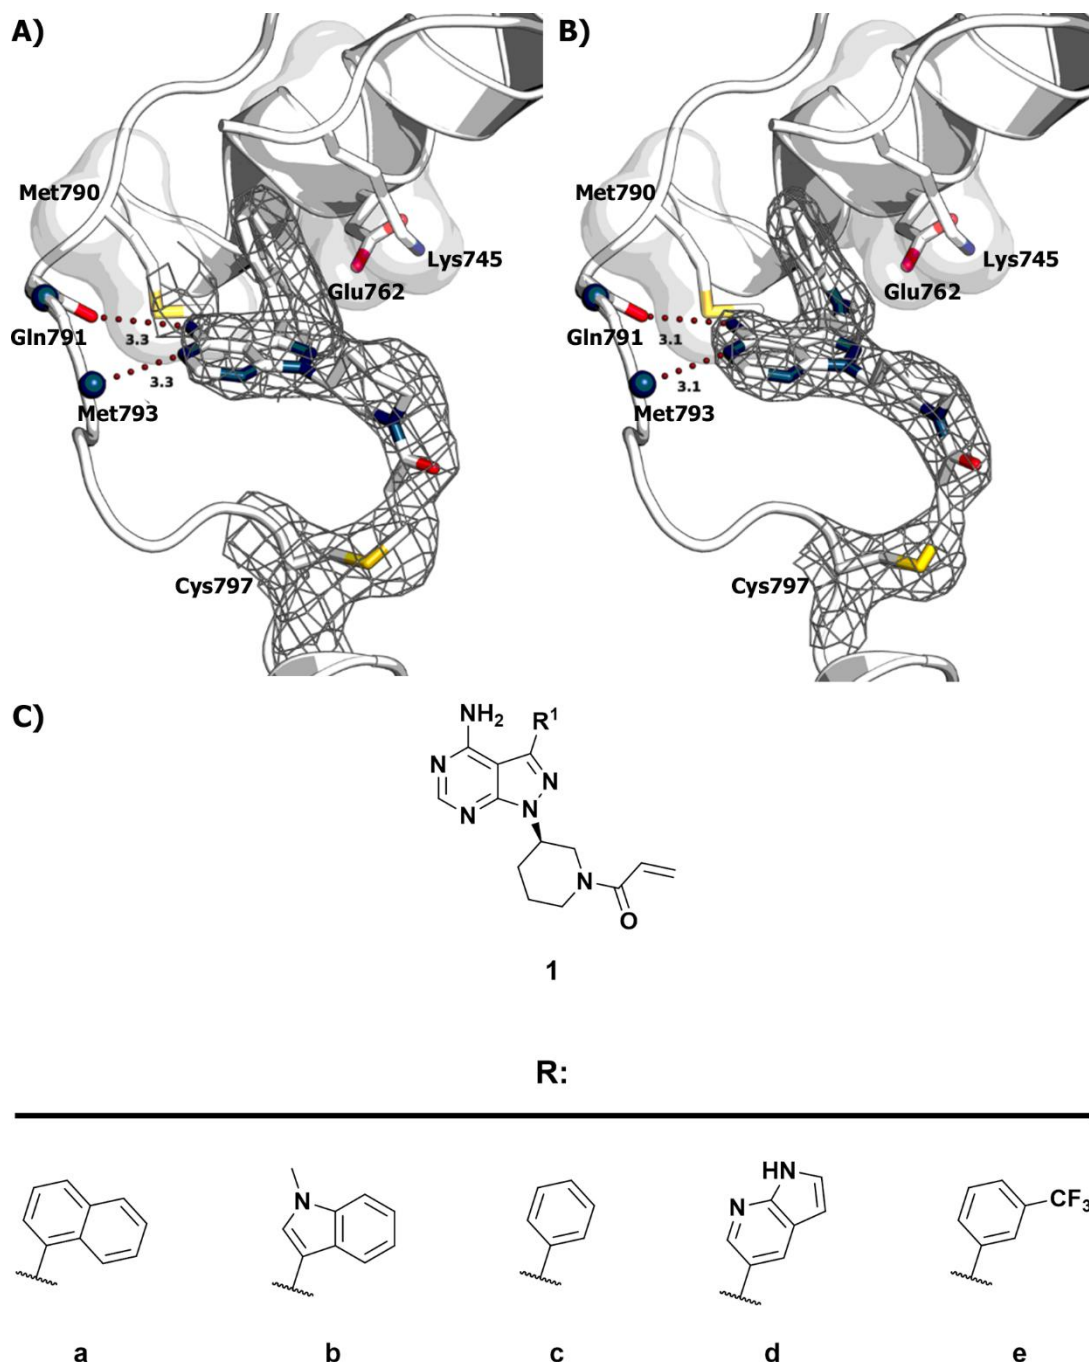 A) B)
Met790 Met790
Lys745 Lys745
Glu762 Glu762
Gln791 3.3 Gln791 3.1
3.3 3.1
Met793 Met793
Cys797 Cys797
C)
NH2 R1
N N
N N
N
O
1
R:
N HN
N CF3
a b c d e